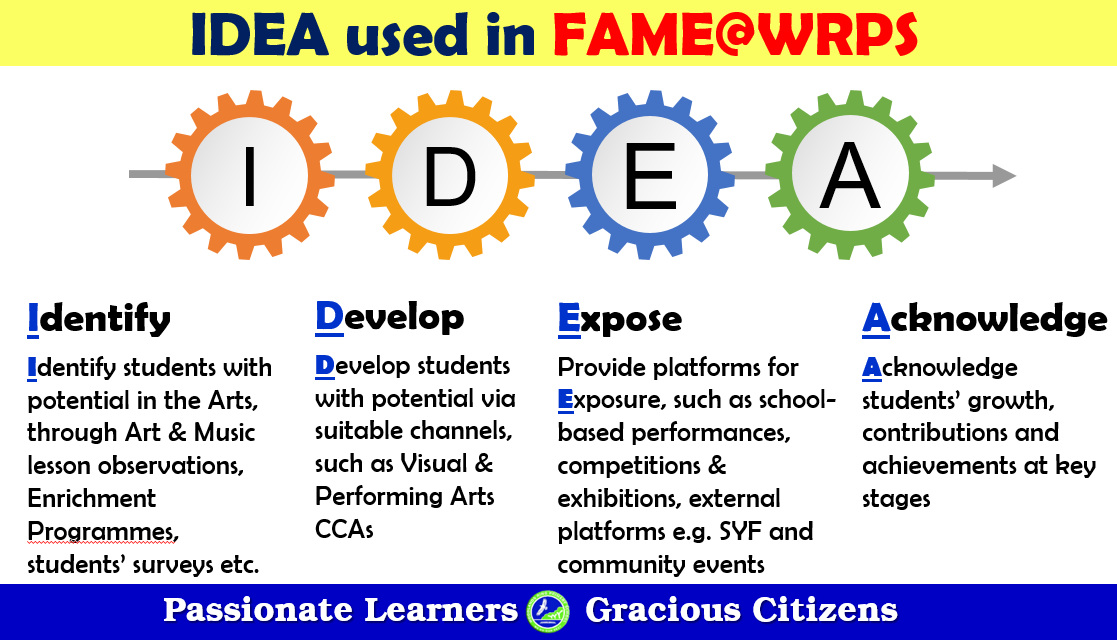 IDEA used in FAME@WRPS
I
D
E
A
Identify
Identify students with
potential in the Arts,
through Art & Music
lesson observations,
Enrichment
Programmes,
students’ surveys etc.
Develop
Develop students
with potential via
suitable channels,
such as Visual &
Performing Arts
CCAs
Expose
Provide platforms for
Exposure, such as school-
based performances,
competitions &
exhibitions, external
platforms e.g. SYF and
community events
Acknowledge
Acknowledge
students’ growth,
contributions and
achievements at key
stages
Passionate Learners Gracious Citizens